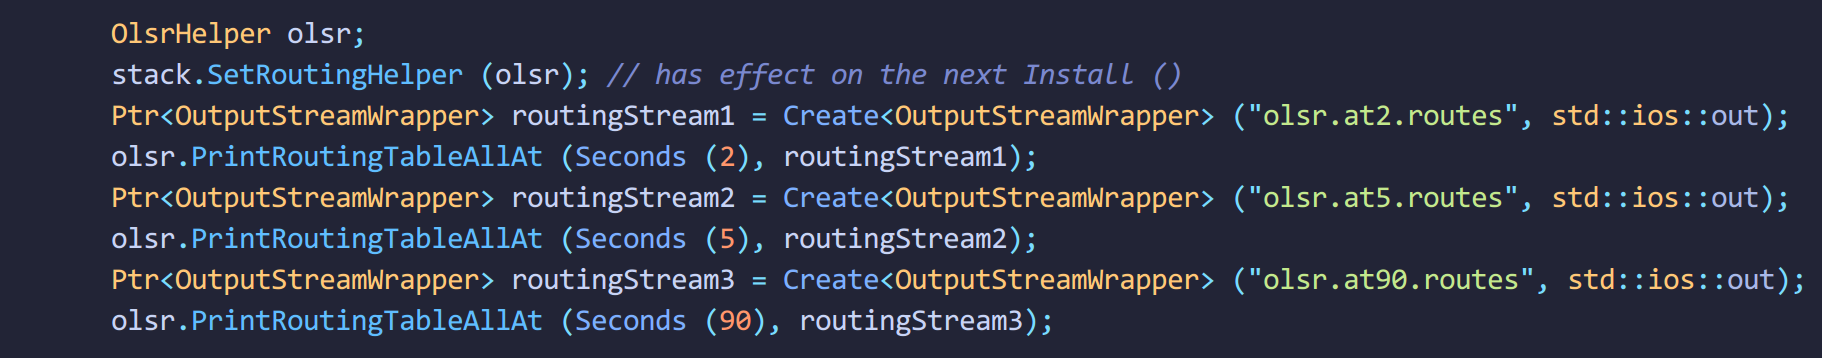 OlsrHelper olsr;
stack.SetRoutingHelper (olsr); // has effect on the next Install ()
Ptr<OutputStreamWrapper> routingStream1 = Create<OutputStreamWrapper> ("olsr.at2.routes", std::ios::out);
olsr.PrintRoutingTableAllAt (Seconds (2), routingStream1);
Ptr<OutputStreamWrapper> routingStream2 = Create<OutputStreamWrapper> ("olsr.at5.routes", std::ios::out);
olsr.PrintRoutingTableAllAt (Seconds (5), routingStream2);
Ptr<OutputStreamWrapper> routingStream3 = Create<OutputStreamWrapper> ("olsr.at90.routes", std::ios::out);
olsr.PrintRoutingTableAllAt (Seconds (90), routingStream3);